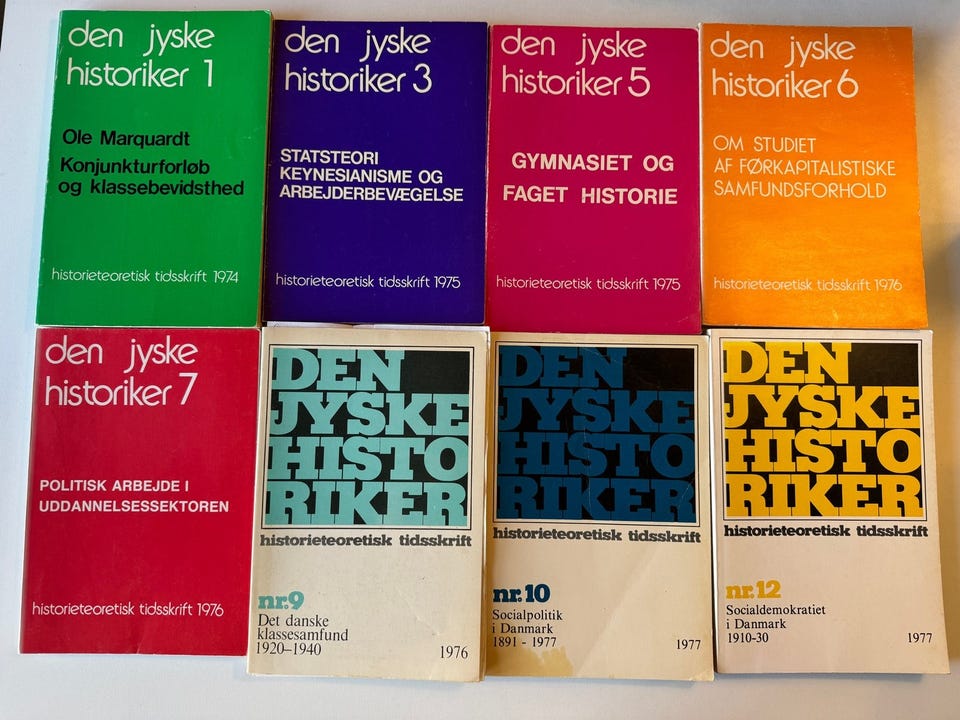 den jyske
historiker 1
Ole Marquardt
Konjunkturforløb
og klassebevidsthed
historieteoretisk tidsskrift 1974
den jyske
historiker 3
STATSTEORI
KEYNESIANISME OG
ARBEJDERBEVÆGELSE
historieteoretisk tidsskrift 1975
den jyske
historiker 5
GYMNASIET OG
FAGET HISTORIE
historieteoretisk tidsskrift 1975
den jyske
historiker 6
OM STUDIET
AF FØRKAPITALISTISKE
SAMFUNDSFORHOLD
historieteoretisk tidsskrift 1976
den jyske
historiker 7
POLITISK ARBEJDE I
UDDANNELSESSEKTOREN
historieteoretisk tidsskrift 1976
DEN
JYSKE
HISTO
RIKER
historieteoretisk tidsskrift
nr.9
Det danske
klassesamfund
1920-1940
1976
DEN
JYSKE
HISTO
RIKER
historieteoretisk tidsskrift
nr.10
Socialpolitik
i Danmark
1891 - 1977
1977
DEN
JYSKE
HISTO
RIKER
historieteoretisk tidsskrift
nr.12
Socialdemokratiet
i Danmark
1910-30
1977